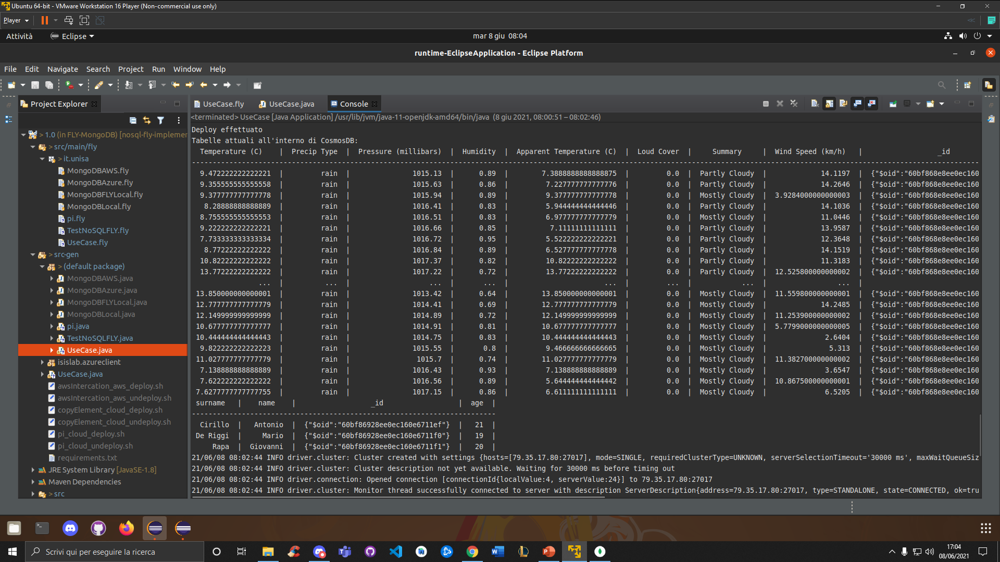 Ubuntu 64-bit - VMware Workstation 16 Player (Non-commercial use only)
Player
Attività Eclipse mar 8 giu 08:04
runtime-EclipseApplication - Eclipse Platform
File Edit Navigate Search Project Run Window Help
Project Explorer
> 1.0 (in FLY-MongoDB) [nosql-fly-implemen
> src/main/fly
> it.unisa
MongoDBAWS.fly
MongoDBAzure.fly
MongoDBFLYLocal.fly
MongoDBLocal.fly
pi.fly
TestNoSQLFLY.fly
UseCase.fly
> src-gen
> (default package)
MongoDBAWS.java
MongoDBAzure.java
MongoDBFLYLocal.java
MongoDBLocal.java
pi.java
TestNoSQLFLY.java
UseCase.java
isislab.azureclient
UseCase.java
awsIntercation_aws_deploy.sh
awsIntercation_aws_undeploy.sh
copyElement_cloud_deploy.sh
copyElement_cloud_undeploy.sh
pi_cloud_deploy.sh
pi_cloud_undeploy.sh
requirements.txt
JRE System Library [JavaSE-1.8]
Maven Dependencies
> src
UseCase.fly UseCase.java Console
<terminated> UseCase [Java Application] /usr/lib/jvm/java-11-openjdk-amd64/bin/java (8 giu 2021, 08:00:51 – 08:02:46)
Deploy effettuato
Tabelle attuali all'interno di CosmosDB:
Temperature (C) | Precip Type | Pressure (millibars) | Humidity | Apparent Temperature (C) | Loud Cover | Summary | Wind Speed (km/h) | _id
9.472222222222221 | rain | 1015.13 | 0.89 | 7.3888888888888875 | 0.0 | Partly Cloudy | 14.1197 | {"$oid":"60bf868e8ee0ec160
9.355555555555558 | rain | 1015.63 | 0.86 | 7.227777777777776 | 0.0 | Partly Cloudy | 14.2646 | {"$oid":"60bf868e8ee0ec160
9.377777777777778 | rain | 1015.94 | 0.89 | 9.377777777777778 | 0.0 | Mostly Cloudy | 3.9284000000000003 | {"$oid":"60bf868e8ee0ec160
8.28888888888889 | rain | 1016.41 | 0.83 | 5.944444444444446 | 0.0 | Partly Cloudy | 14.1036 | {"$oid":"60bf868e8ee0ec160
8.755555555555553 | rain | 1016.51 | 0.83 | 6.977777777777779 | 0.0 | Mostly Cloudy | 11.0446 | {"$oid":"60bf868e8ee0ec160
9.222222222222221 | rain | 1016.66 | 0.85 | 7.11111111111111 | 0.0 | Partly Cloudy | 13.9587 | {"$oid":"60bf868e8ee0ec160
7.733333333333334 | rain | 1016.72 | 0.95 | 5.522222222222221 | 0.0 | Partly Cloudy | 12.3648 | {"$oid":"60bf868e8ee0ec160
8.77222222222222 | rain | 1016.84 | 0.89 | 6.527777777777778 | 0.0 | Partly Cloudy | 14.1519 | {"$oid":"60bf868e8ee0ec160
10.82222222222222 | rain | 1017.37 | 0.82 | 10.82222222222222 | 0.0 | Partly Cloudy | 11.3183 | {"$oid":"60bf868e8ee0ec160
13.77222222222222 | rain | 1017.22 | 0.72 | 13.77222222222222 | 0.0 | Partly Cloudy | 12.525800000000002 | {"$oid":"60bf868e8ee0ec160
... | ... | ... | ... | ... | ... | ... | ... |
13.850000000000001 | rain | 1013.42 | 0.64 | 13.850000000000001 | 0.0 | Mostly Cloudy | 11.559800000000001 | {"$oid":"60bf868e8ee0ec160
12.777777777777779 | rain | 1014.41 | 0.69 | 12.777777777777779 | 0.0 | Mostly Cloudy | 14.2485 | {"$oid":"60bf868e8ee0ec160
12.149999999999999 | rain | 1014.89 | 0.72 | 12.149999999999999 | 0.0 | Mostly Cloudy | 11.253900000000002 | {"$oid":"60bf868e8ee0ec160
10.677777777777777 | rain | 1014.91 | 0.81 | 10.677777777777777 | 0.0 | Mostly Cloudy | 5.7799000000000005 | {"$oid":"60bf868e8ee0ec160
10.444444444444443 | rain | 1014.75 | 0.83 | 10.444444444444443 | 0.0 | Mostly Cloudy | 2.6404 | {"$oid":"60bf868e8ee0ec160
9.822222222222223 | rain | 1015.55 | 0.8 | 9.466666666666665 | 0.0 | Mostly Cloudy | 5.313 | {"$oid":"60bf868e8ee0ec160
11.027777777777779 | rain | 1015.7 | 0.74 | 11.027777777777779 | 0.0 | Mostly Cloudy | 11.382700000000002 | {"$oid":"60bf868e8ee0ec160
7.138888888888889 | rain | 1016.43 | 0.93 | 7.138888888888889 | 0.0 | Mostly Cloudy | 3.6547 | {"$oid":"60bf868e8ee0ec160
7.622222222222222 | rain | 1016.56 | 0.89 | 5.644444444444442 | 0.0 | Mostly Cloudy | 10.867500000000001 | {"$oid":"60bf868e8ee0ec160
7.6277777777777755 | rain | 1017.15 | 0.86 | 6.611111111111111 | 0.0 | Mostly Cloudy | 6.5205 | {"$oid":"60bf868e8ee0ec160
surname | name | _id | age |
Cirillo | Antonio | {"$oid":"60bf86928ee0ec160e6711ef"} | 21 |
De Riggi | Mario | {"$oid":"60bf86928ee0ec160e6711f0"} | 19 |
Rapa | Giovanni | {"$oid":"60bf86928ee0ec160e6711f1"} | 20 |
21/06/08 08:02:44 INFO driver.cluster: Cluster created with settings {hosts=[79.35.17.80:27017], mode=SINGLE, requiredClusterType=UNKNOWN, serverSelectionTimeout='30000 ms', maxWaitQueueSiz
21/06/08 08:02:44 INFO driver.cluster: Cluster description not yet available. Waiting for 30000 ms before timing out
21/06/08 08:02:44 INFO driver.connection: Opened connection [connectionId{localValue:4, serverValue:24}] to 79.35.17.80:27017
21/06/08 08:02:44 INFO driver.cluster: Monitor thread successfully connected to server with description ServerDescription{address=79.35.17.80:27017, type=STANDALONE, state=CONNECTED, ok=tru
Scrivi qui per eseguire la ricerca
17:04
08/06/2021